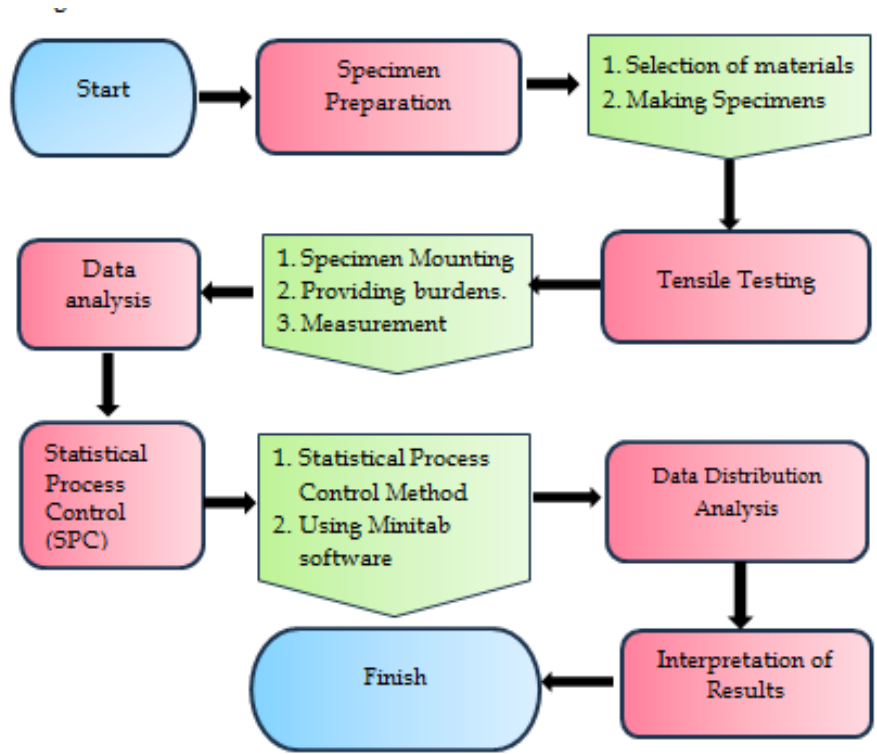 Start
Specimen
Preparation
1. Selection of materials
2. Making Specimens
Tensile Testing
1. Specimen Mounting
2. Providing burdens.
3. Measurement
Data
analysis
Statistical
Process
Control
(SPC)
1. Statistical Process
Control Method
2. Using Minitab
software
Data Distribution
Analysis
Interpretation of
Results
Finish